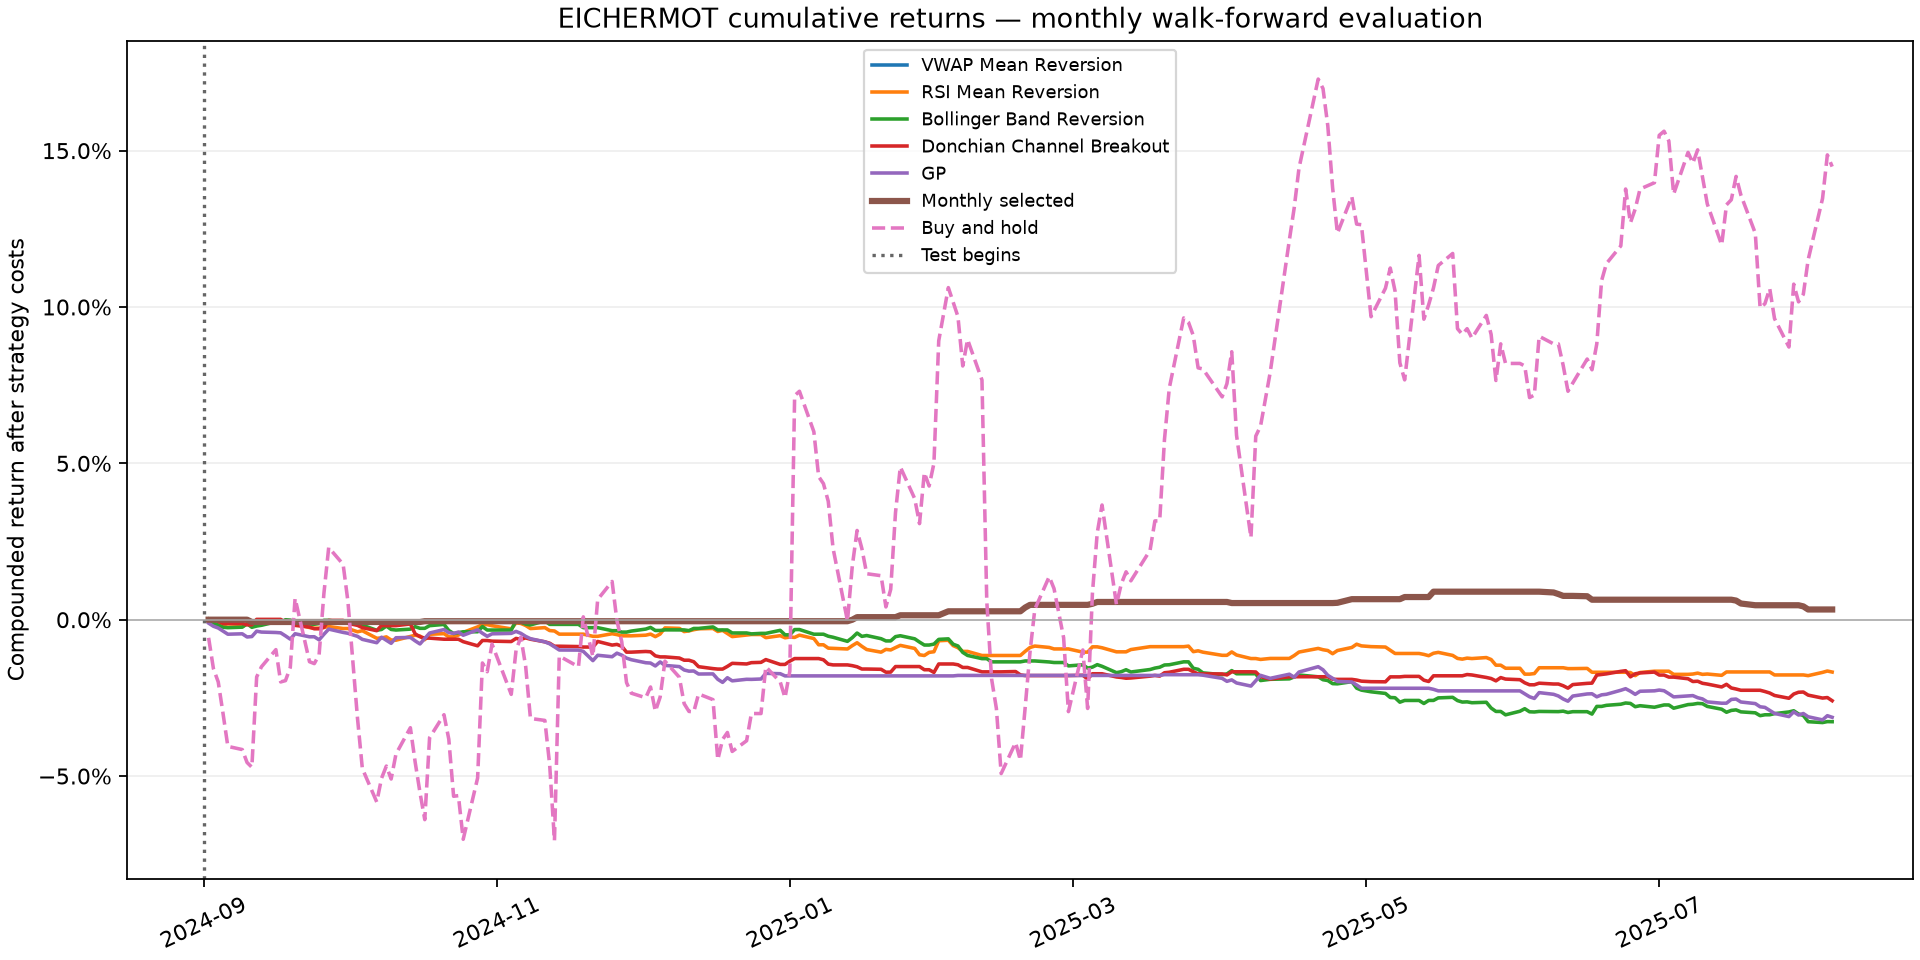 EICHERMOT cumulative returns — monthly walk-forward evaluation
Compounded return after strategy costs
15.0%
10.0%
5.0%
0.0%
−5.0%
VWAP Mean Reversion
RSI Mean Reversion
Bollinger Band Reversion
Donchian Channel Breakout
GP
Monthly selected
Buy and hold
Test begins
2024-09
2024-11
2025-01
2025-03
2025-05
2025-07